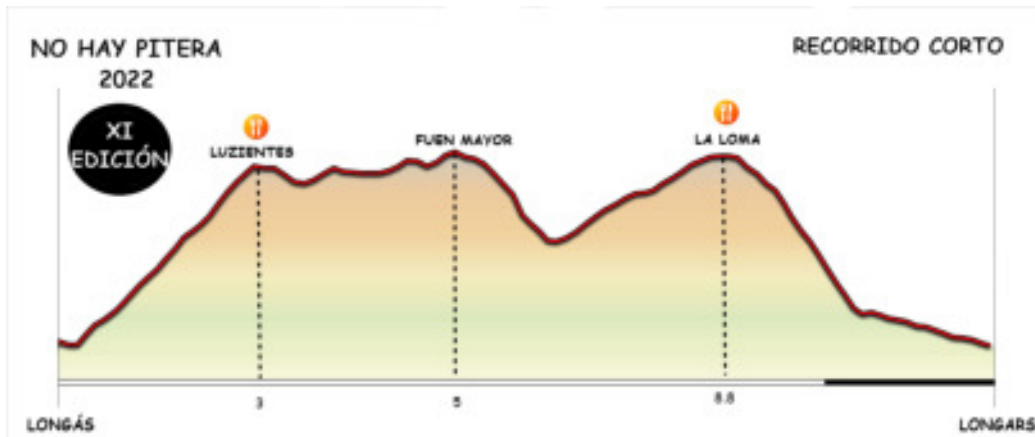 NO HAY PITERA
2022
RECORRIDO CORTO
XI
EDICIÓN
LUZIENTES
FUEN MAYOR
LA LOMA
3
5
8.8
LONGÁS
LONGARS